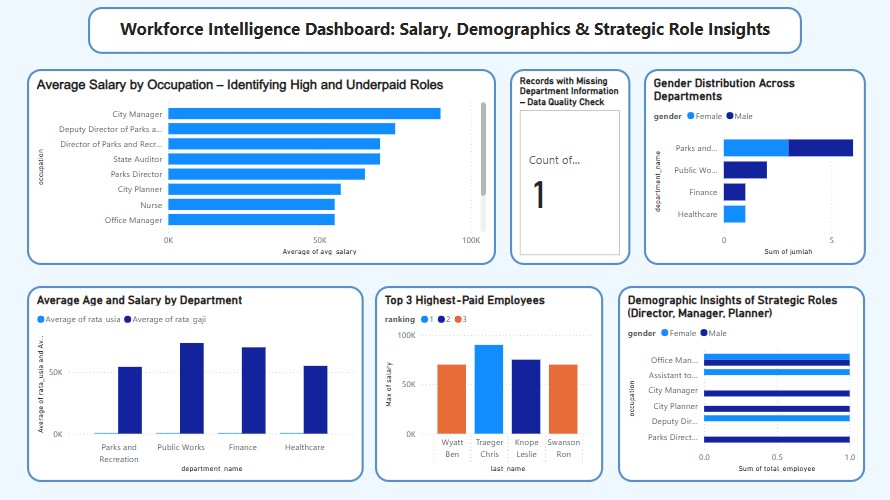 Workforce Intelligence Dashboard: Salary, Demographics & Strategic Role Insights
Average Salary by Occupation – Identifying High and Underpaid Roles
occupation
City Manager
Deputy Director of Parks a...
Director of Parks and Recr...
State Auditor
Parks Director
City Planner
Nurse
Office Manager
0K 50K 100K
Average of avg_salary
Records with Missing
Department Information
– Data Quality Check
Count of...
1
Gender Distribution Across
Departments
gender Female Male
department_name
Parks and...
Public Wo...
Finance
Healthcare
0 5
Sum of jumlah
Average Age and Salary by Department
Average of rata_usia Average of rata_gaji
Average of rata_usia and Av...
50K
0K
Parks and
Recreation
Public Works
Finance
Healthcare
department_name
Top 3 Highest-Paid Employees
ranking 1 2 3
Max of salary
100K
50K
0K
Wyatt Traeger Knope Swanson
Ben Chris Leslie Ron
last_name
Demographic Insights of Strategic Roles
(Director, Manager, Planner)
gender Female Male
occupation
Office Man...
Assistant to...
City Manager
City Planner
Deputy Dir...
Parks Direct...
0.0 0.5 1.0
Sum of total_employee